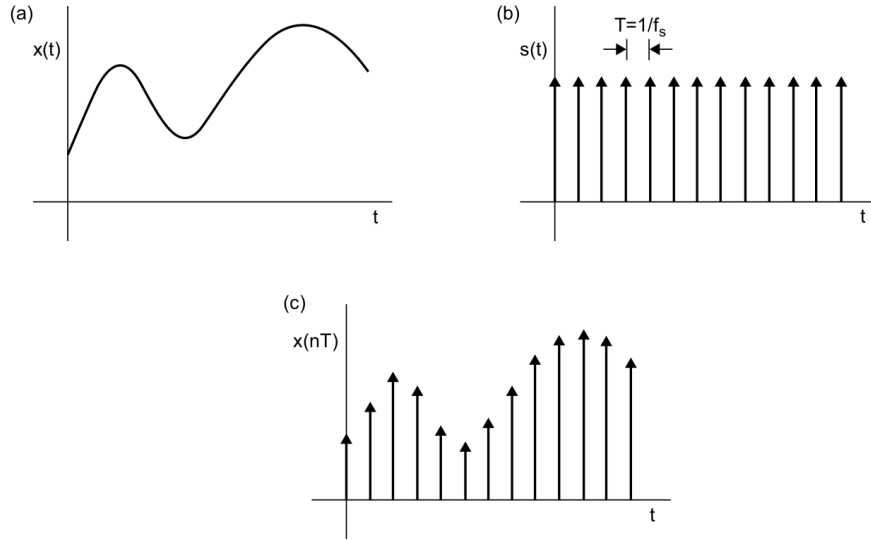 (a)
x(t)
t
(b)
T=1/fₛ
s(t)
t
(c)
x(nT)
t